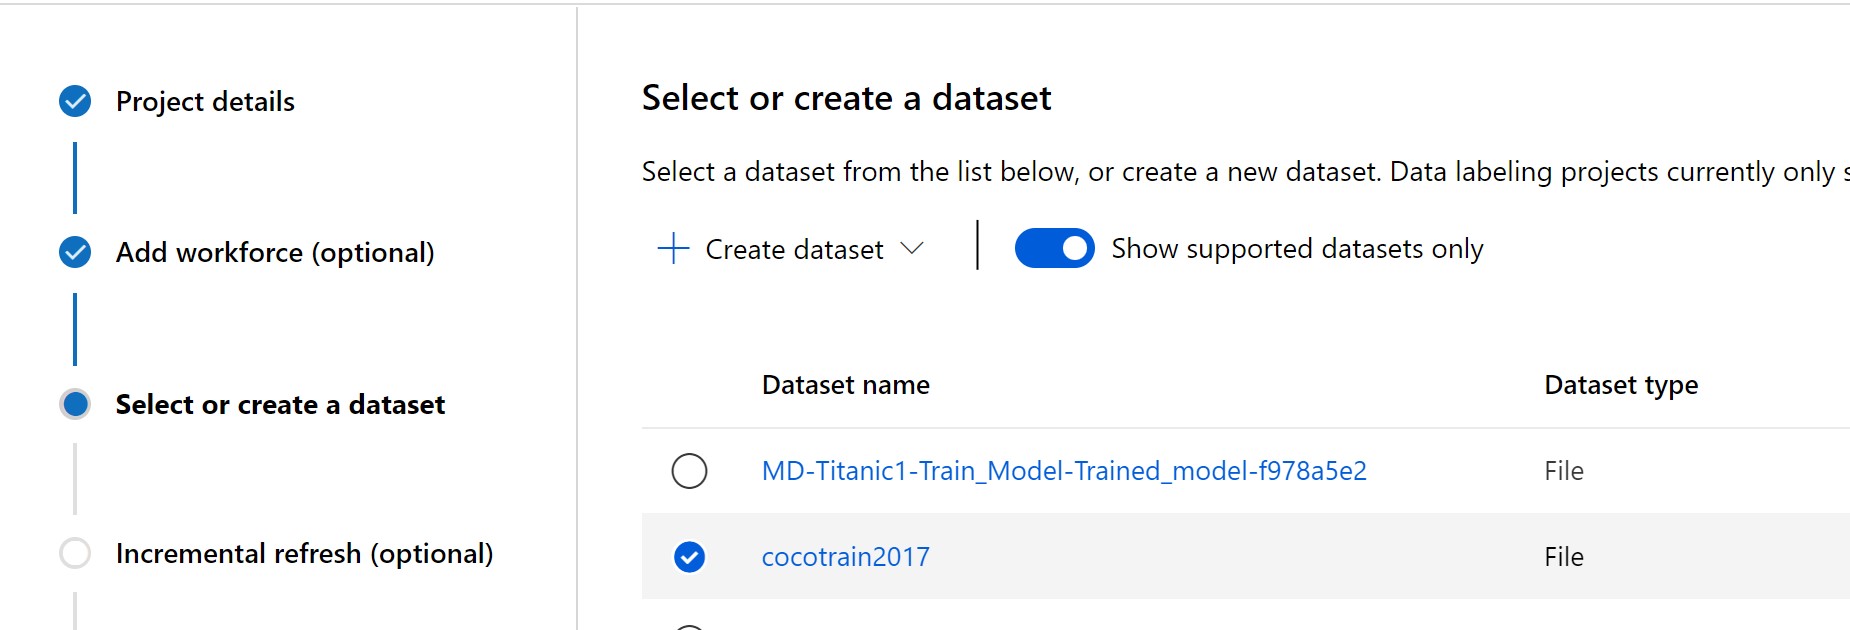 Project details
Add workforce (optional)
Select or create a dataset
Incremental refresh (optional)
Select or create a dataset
Select a dataset from the list below, or create a new dataset. Data labeling projects currently only
Create dataset
Show supported datasets only
Dataset name Dataset type
MD-Titanic1-Train_Model-Trained_model-f978a5e2 File
cocotrain2017 File